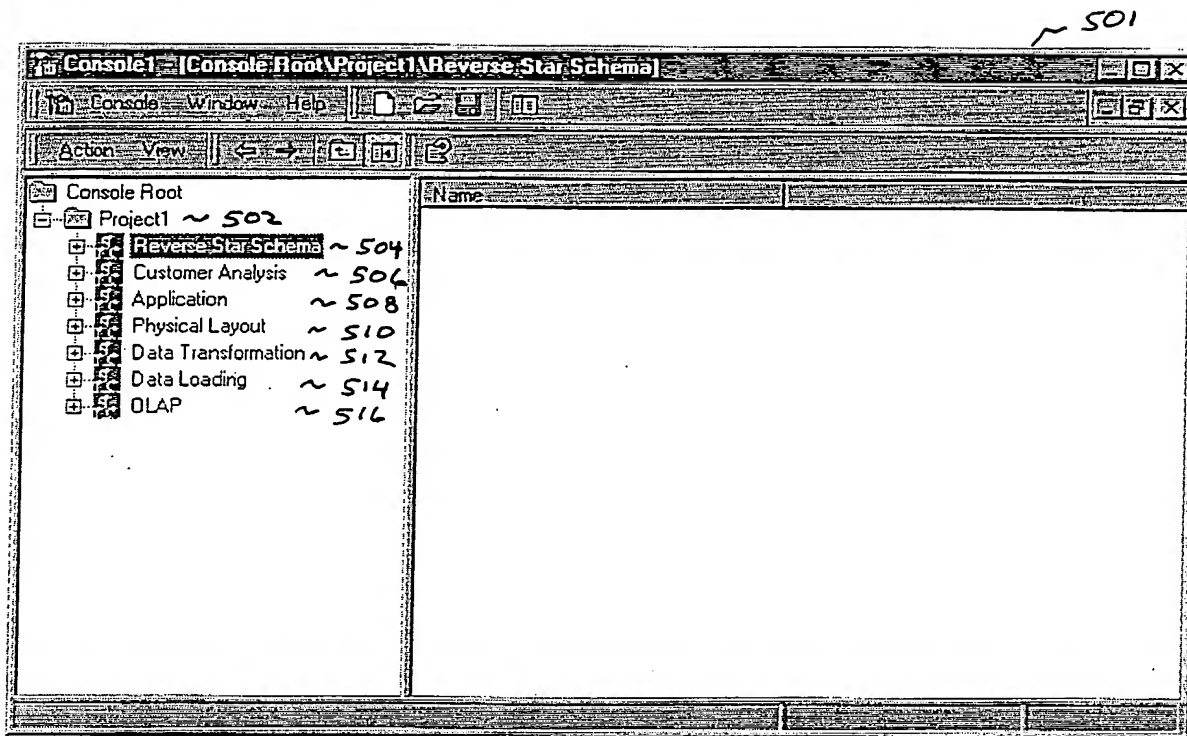 ~ 501
Console1 - [Console Root\Project1\Reverse Star Schema]
Console Window Help
Action View
Console Root
Name
Project1 ~ 502
Reverse Star Schema ~ 504
Customer Analysis ~ 506
Application ~ 508
Physical Layout ~ 510
Data Transformation ~ 512
Data Loading ~ 514
OLAP ~ 516